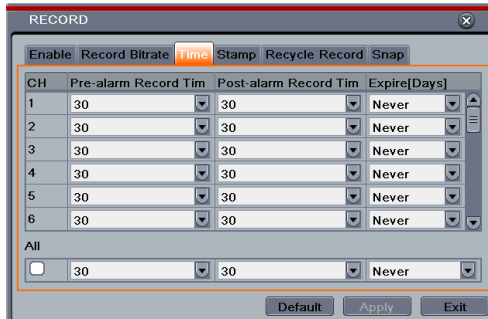 RECORD
Enable Record Bitrate Time Stamp Recycle Record Snap
CH Pre-alarm Record Tim Post-alarm Record Tim Expire[Days]
1 30 30 Never
2 30 30 Never
3 30 30 Never
4 30 30 Never
5 30 30 Never
6 30 30 Never
All
30 30 Never
Default Apply Exit